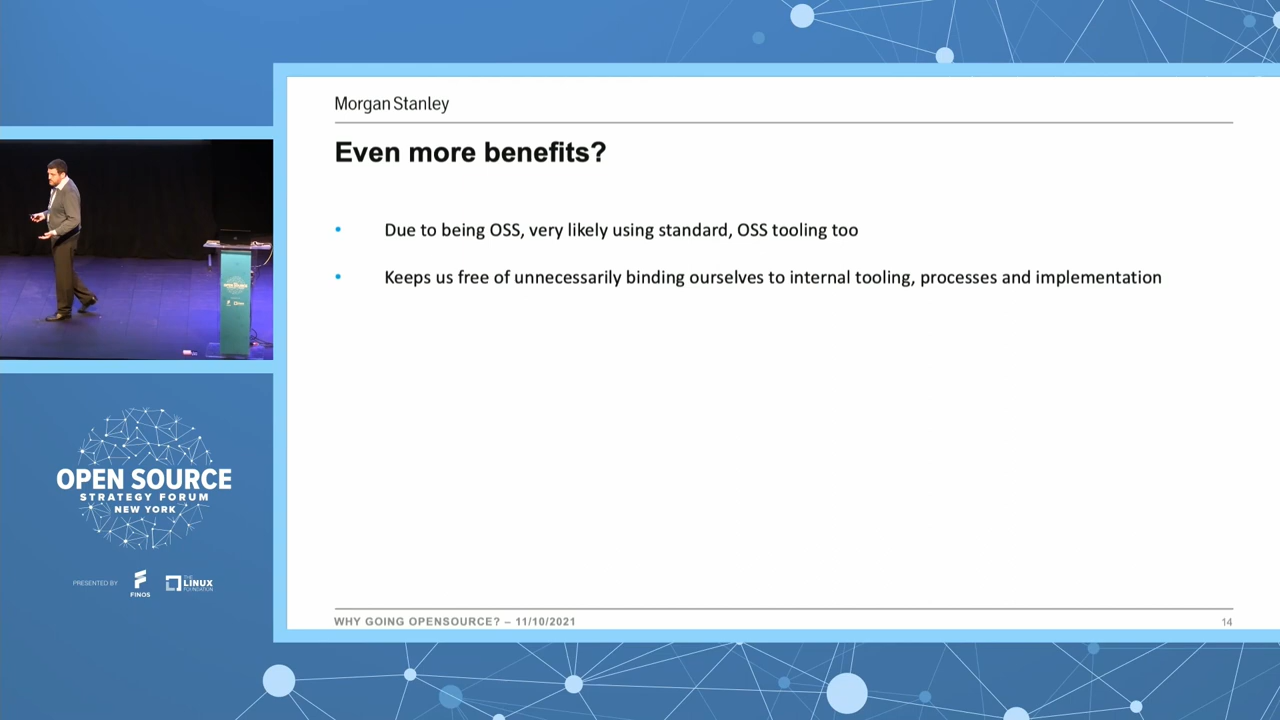 Morgan Stanley
Even more benefits?
• Due to being OSS, very likely using standard, OSS tooling too
• Keeps us free of unnecessarily binding ourselves to internal tooling, processes and implementation
WHY GOING OPENSOURCE? – 11/10/2021
14
OPEN SOURCE
STRATEGY FORUM
NEW YORK
PRESENTED BY
FINOS
THE
LINUX
FOUNDATION